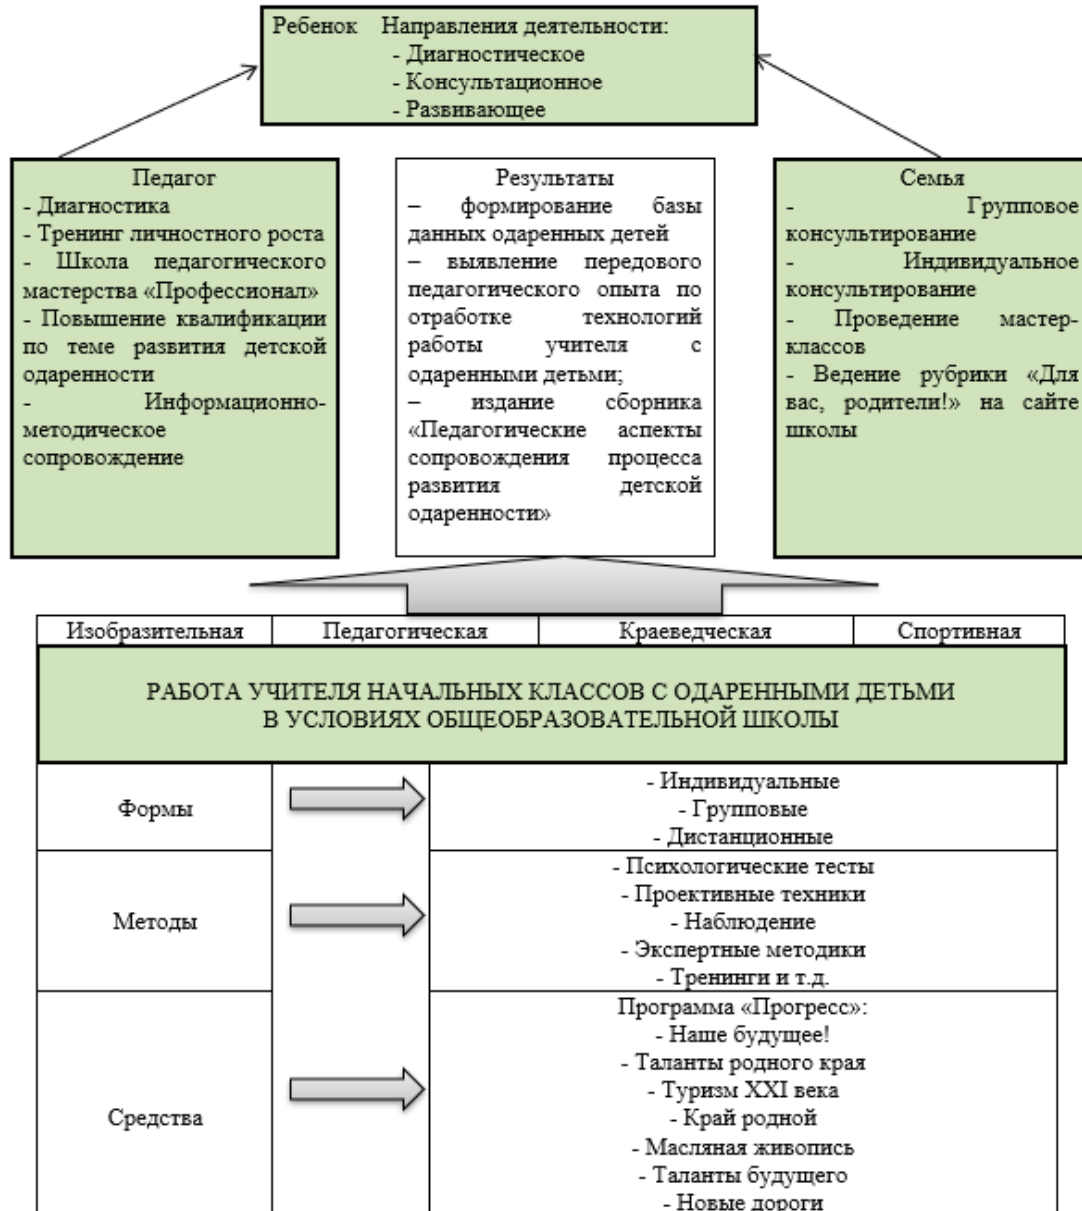 Ребенок Направления деятельности:
- Диагностическое
- Консультационное
- Развивающее
Педагог
- Диагностика
- Тренинг личностного роста
- Школа педагогического
мастерства «Профессионал»
- Повышение квалификации
по теме развития детской
одаренности
- Информационно-
методическое
сопровождение
Результаты
– формирование базы
данных одаренных детей
– выявление передового
педагогического опыта по
отработке технологий
работы учителя с
одаренными детьми;
– издание сборника
«Педагогические аспекты
сопровождения процесса
развития детской
одаренности»
Семья
- Групповое
консультирование
- Индивидуальное
консультирование
- Проведение мастер-
классов
- Ведение рубрики «Для
вас, родители!» на сайте
школы
Изобразительная Педагогическая Краеведческая Спортивная
РАБОТА УЧИТЕЛЯ НАЧАЛЬНЫХ КЛАССОВ С ОДАРЕННЫМИ ДЕТЬМИ
В УСЛОВИЯХ ОБЩЕОБРАЗОВАТЕЛЬНОЙ ШКОЛЫ
Формы
- Индивидуальные
- Групповые
- Дистанционные
Методы
- Психологические тесты
- Проективные техники
- Наблюдение
- Экспертные методики
- Тренинги и т.д.
Средства
Программа «Прогресс»:
- Наше будущее!
- Таланты родного края
- Туризм XXI века
- Край родной
- Масляная живопись
- Таланты будущего
- Новые дороги